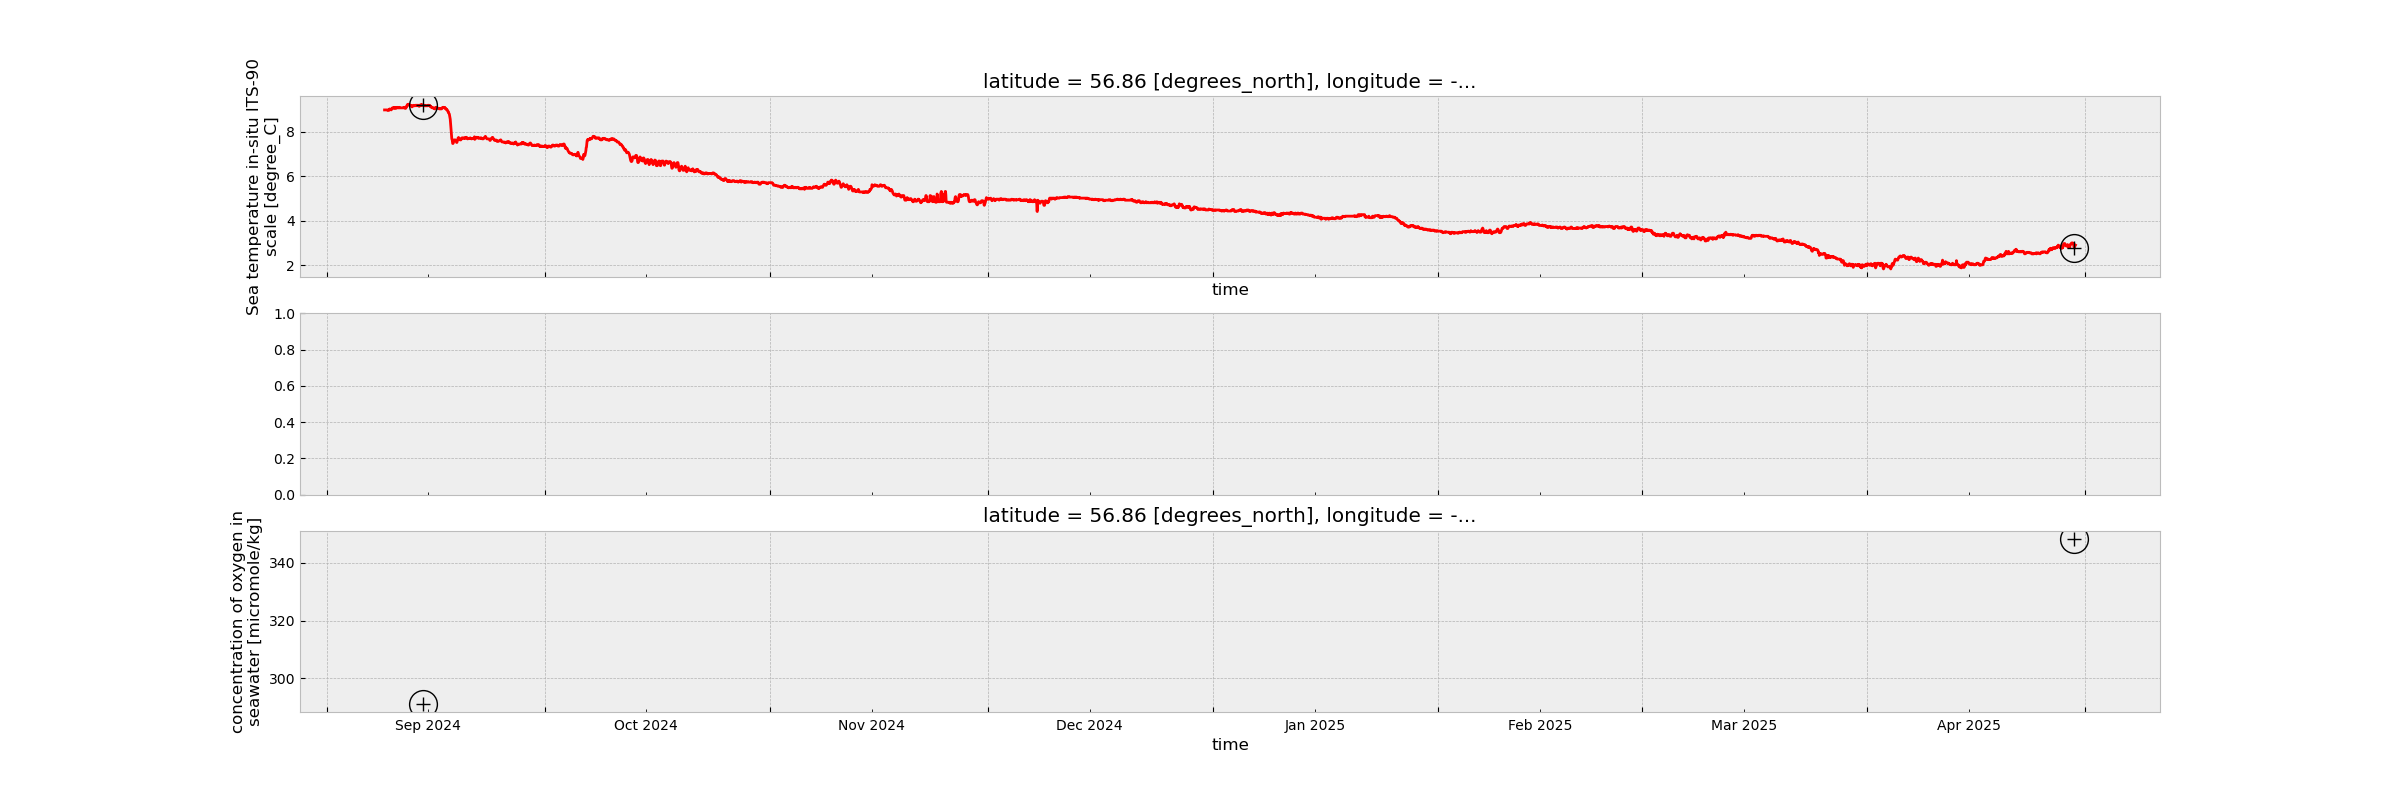 latitude = 56.86 [degrees_north], longitude = -...
Sea temperature in-situ ITS-90
scale [degree_C]
8
6
4
2
time
1.0
0.8
0.6
0.4
0.2
0.0
latitude = 56.86 [degrees_north], longitude = -...
concentration of oxygen in
seawater [micromole/kg]
340
320
300
Sep 2024 Oct 2024 Nov 2024 Dec 2024 Jan 2025 Feb 2025 Mar 2025 Apr 2025
time